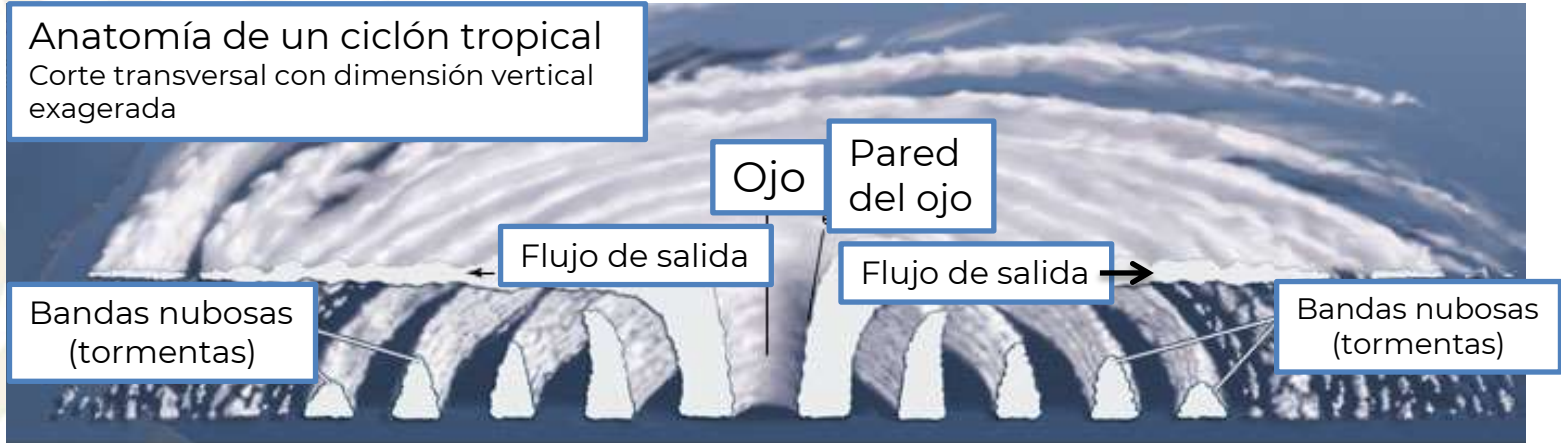 Anatomía de un ciclón tropical
Corte transversal con dimensión vertical
exagerada
Ojo
Pared
del ojo
Flujo de salida
Flujo de salida
Bandas nubosas
(tormentas)
Bandas nubosas
(tormentas)